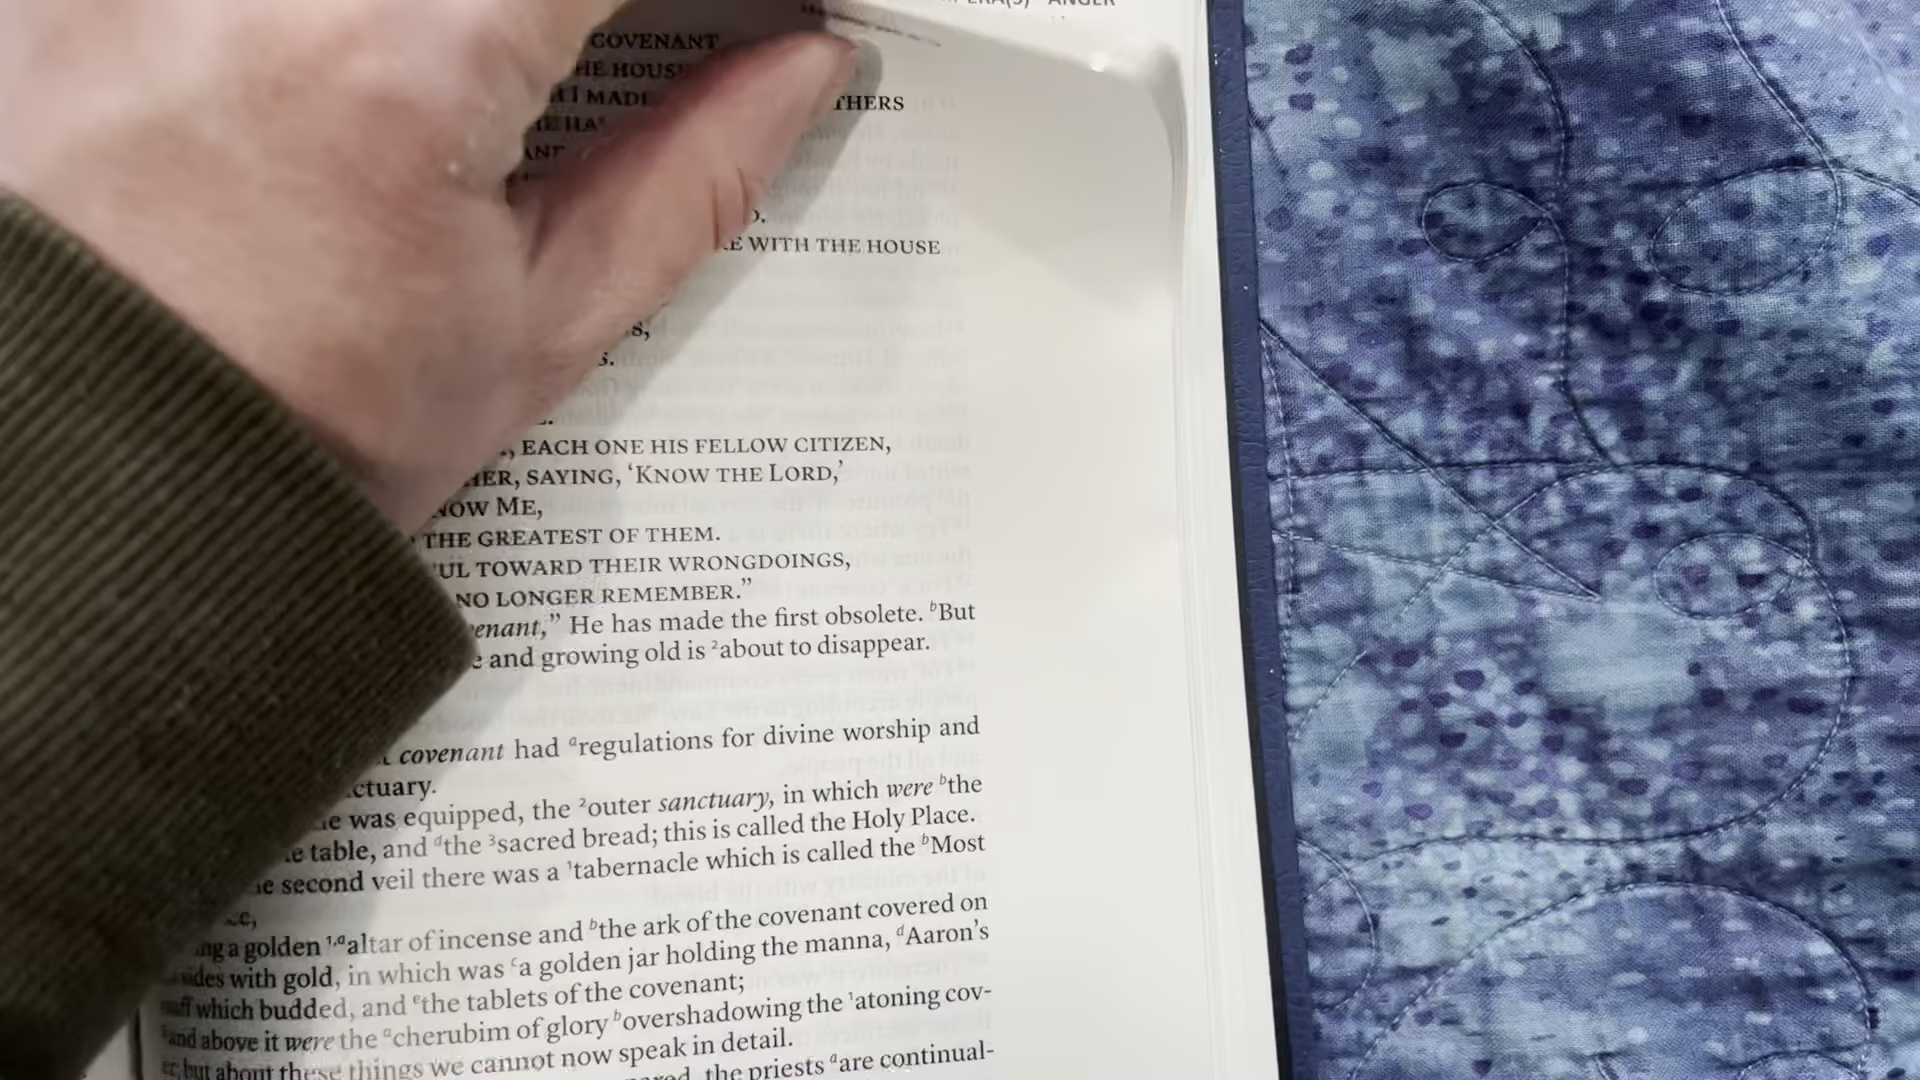 ANGER
COVENANT
THE HOUSE
I MADE THERS
AND
WITH THE HOUSE
EACH ONE HIS FELLOW CITIZEN,
SAYING, ‘KNOW THE LORD,’
NOW ME,
THE GREATEST OF THEM.
TOWARD THEIR WRONGDOINGS,
NO LONGER REMEMBER.”
enant,” He has made the first obsolete. bBut
and growing old is 2about to disappear.
covenant had aregulations for divine worship and
ctuary.
was equipped, the 2outer sanctuary, in which were bthe
table, and dthe 3sacred bread; this is called the Holy Place.
second veil there was a 1tabernacle which is called the bMost
a golden 1,aaltar of incense and bthe ark of the covenant covered on
sides with gold, in which was ca golden jar holding the manna, dAaron’s
which budded, and ethe tablets of the covenant;
and above it were the acherubim of glory bovershadowing the 1atoning cov-
but about these things we cannot now speak in detail.
the priests aare continual-